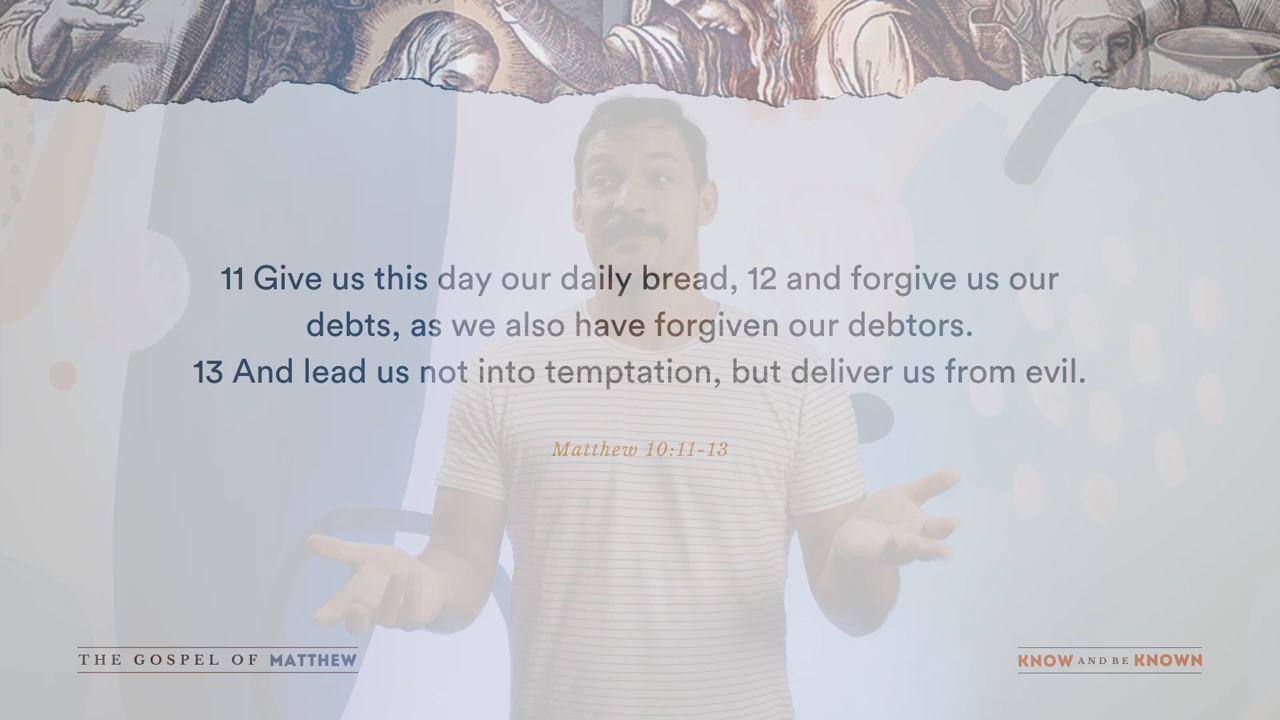 11 Give us this day our daily bread, 12 and forgive us our
debts, as we also have forgiven our debtors.
13 And lead us not into temptation, but deliver us from evil.
Matthew 10:11-13
THE GOSPEL OF MATTHEW
KNOW AND BE KNOWN